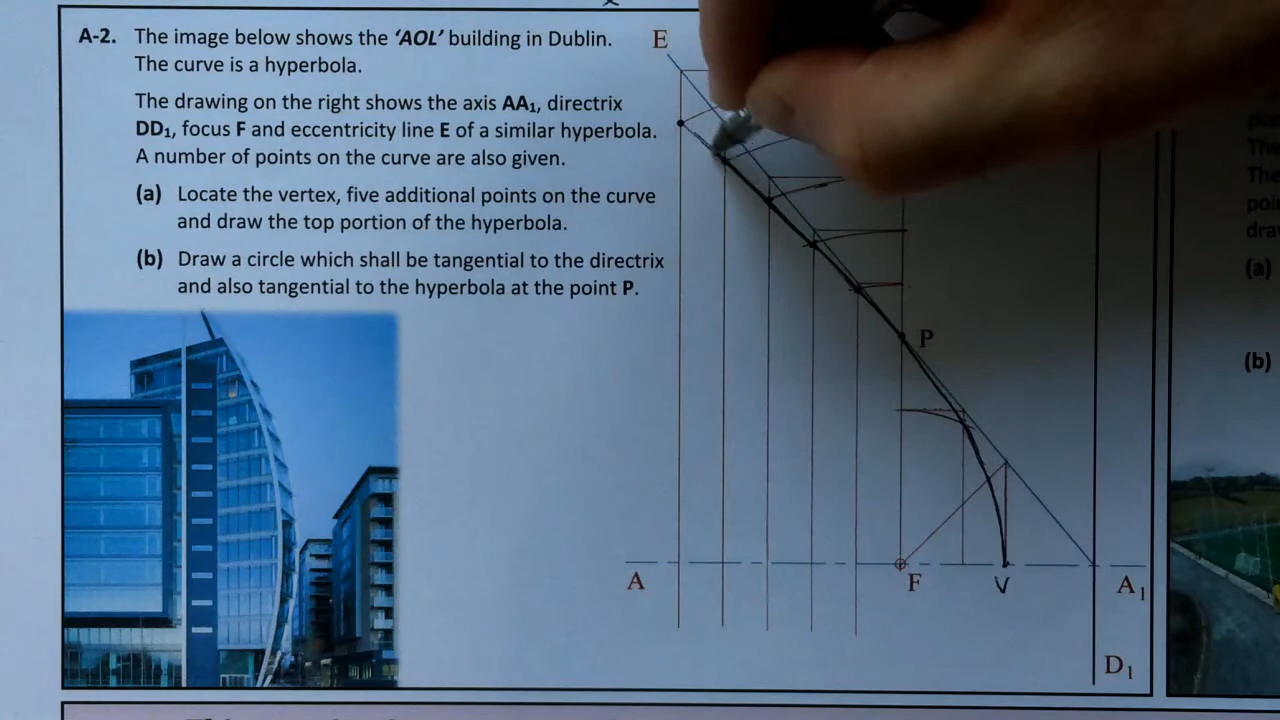 A-2. The image below shows the ‘AOL’ building in Dublin.
The curve is a hyperbola.
The drawing on the right shows the axis AA1, directrix
DD1, focus F and eccentricity line E of a similar hyperbola.
A number of points on the curve are also given.
(a) Locate the vertex, five additional points on the curve
and draw the top portion of the hyperbola.
(b) Draw a circle which shall be tangential to the directrix
and also tangential to the hyperbola at the point P.
E
P
A
F
V
A1
D1
(a)
(b)